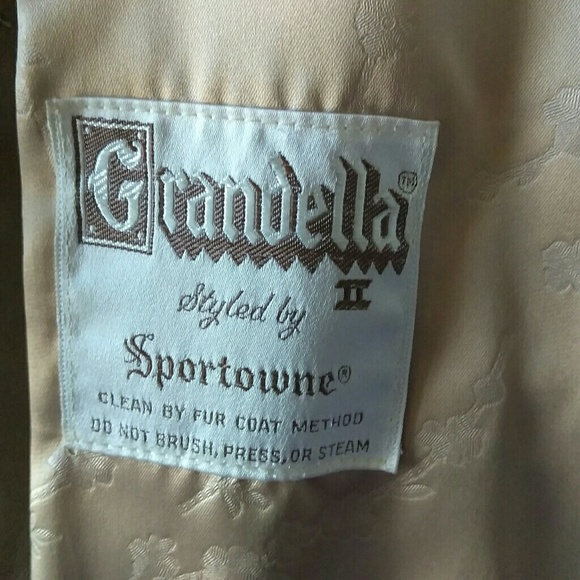 Grandella™
II
Styled by
Sportowne®
CLEAN BY FUR COAT METHOD
DO NOT BRUSH, PRESS, OR STEAM